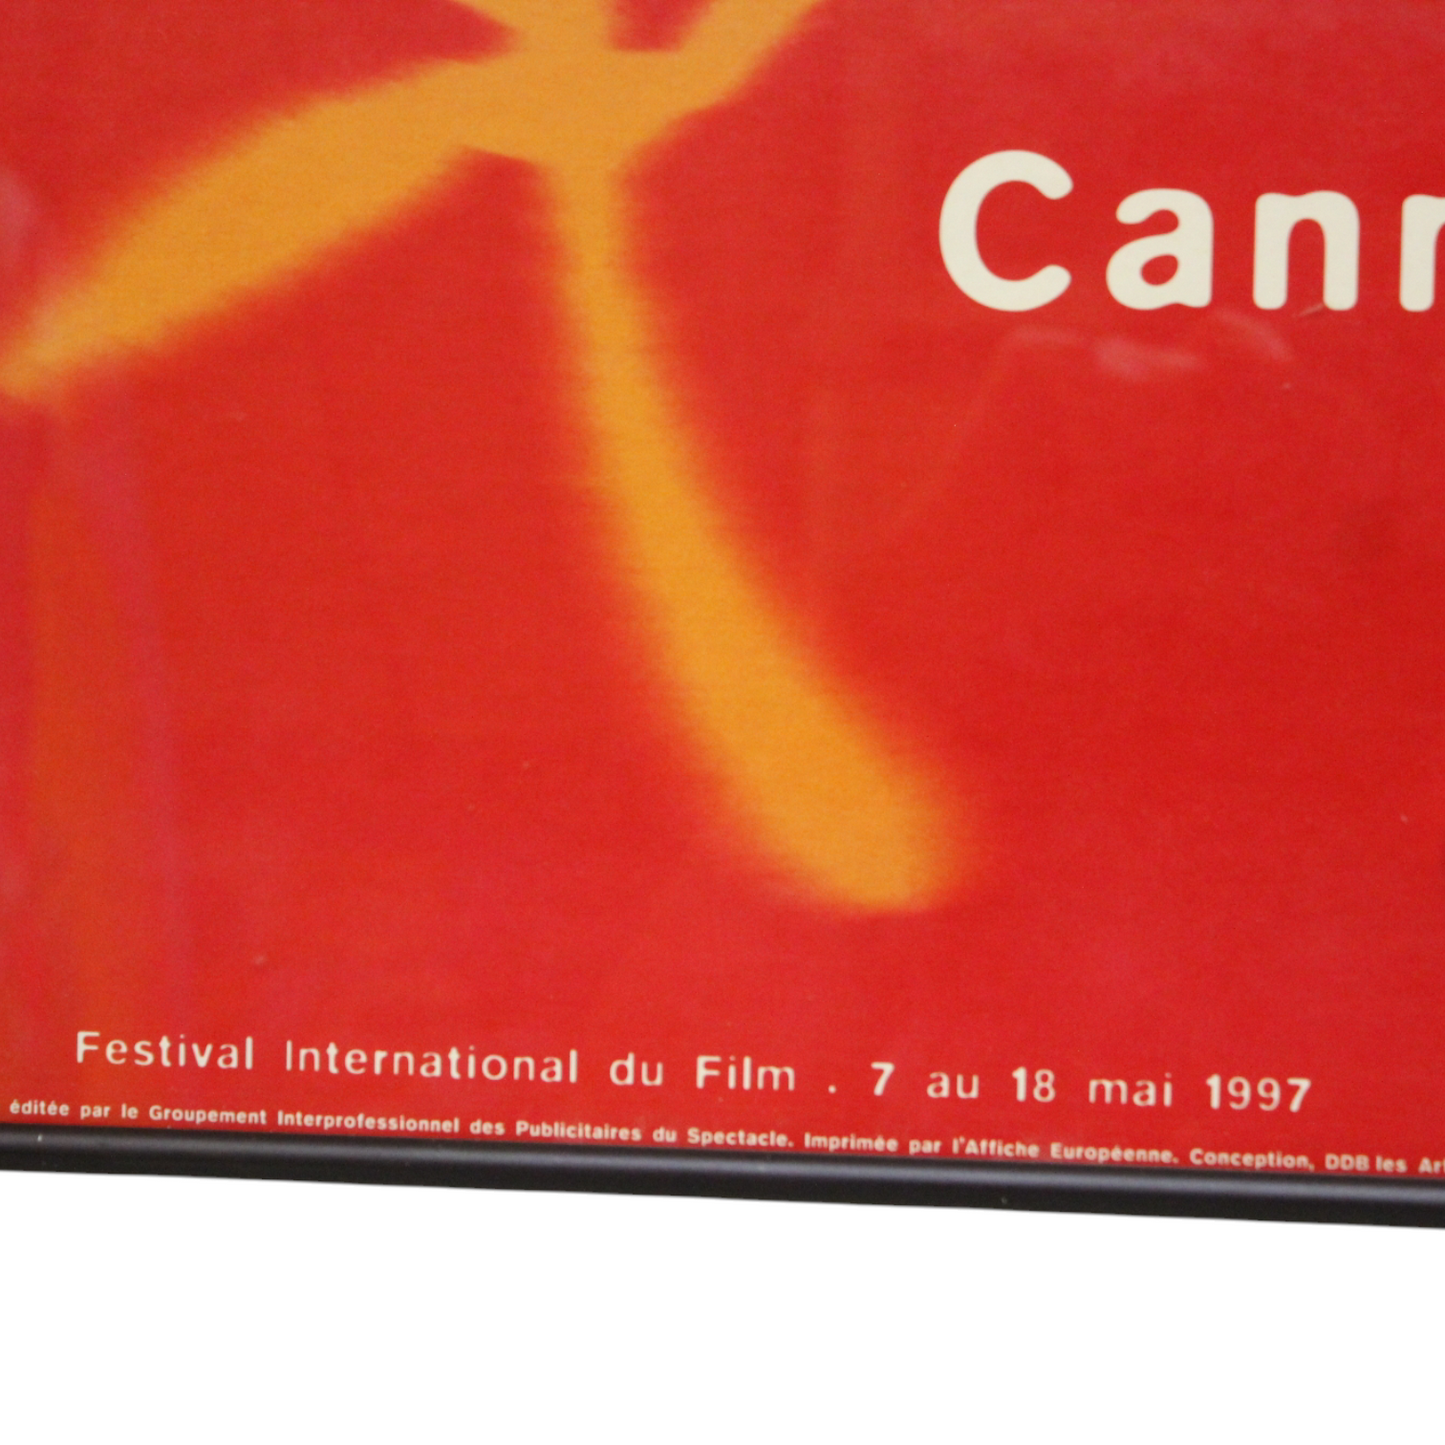 Cann
Festival International du Film . 7 au 18 mai 1997
éditée par le Groupement Interprofessionnel des Publicitaires du Spectacle. Imprimée par l'Affiche Européenne. Conception, DDB les Ar